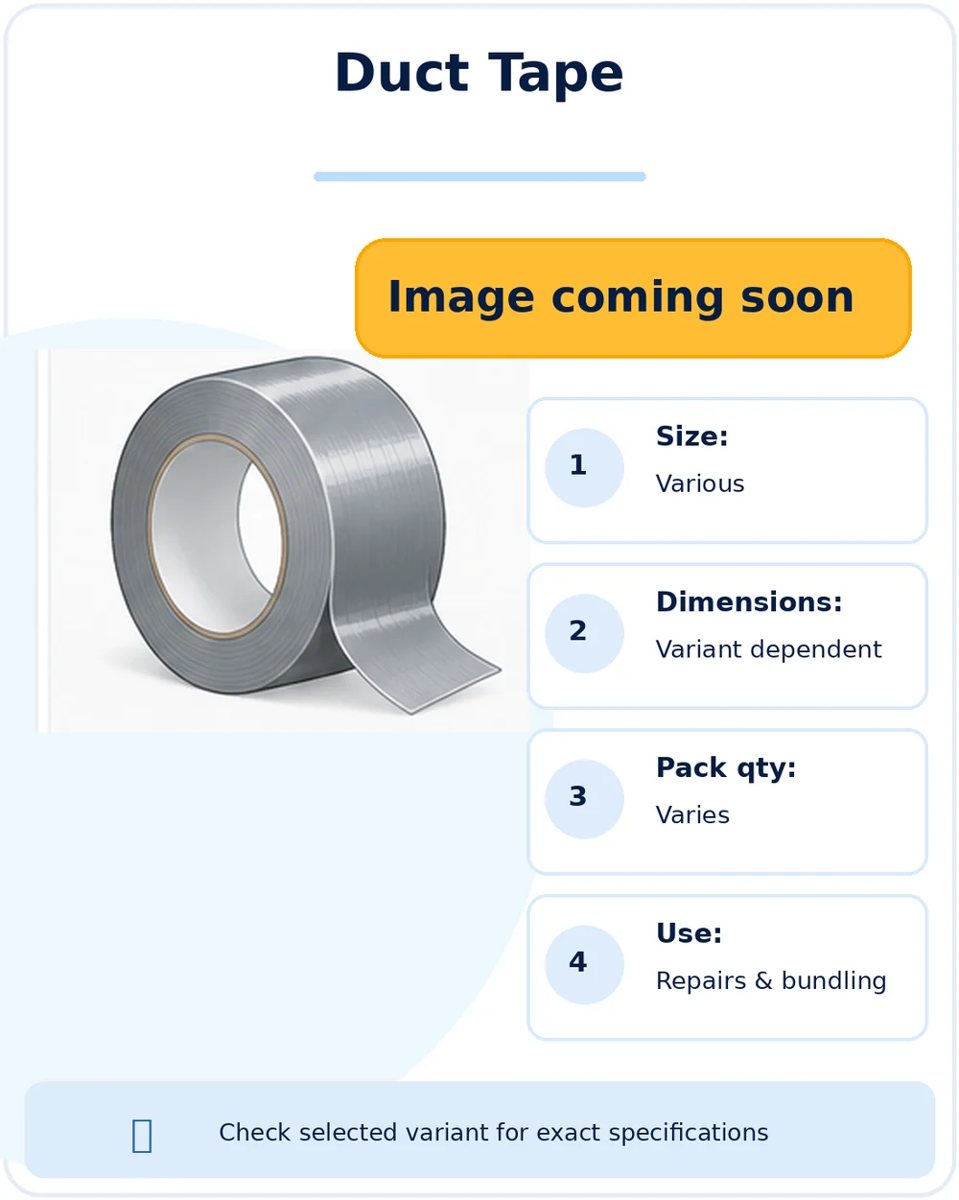 Duct Tape
Image coming soon
1
Size:
Various
2
Dimensions:
Variant dependent
3
Pack qty:
Varies
4
Use:
Repairs & bundling
Check selected variant for exact specifications